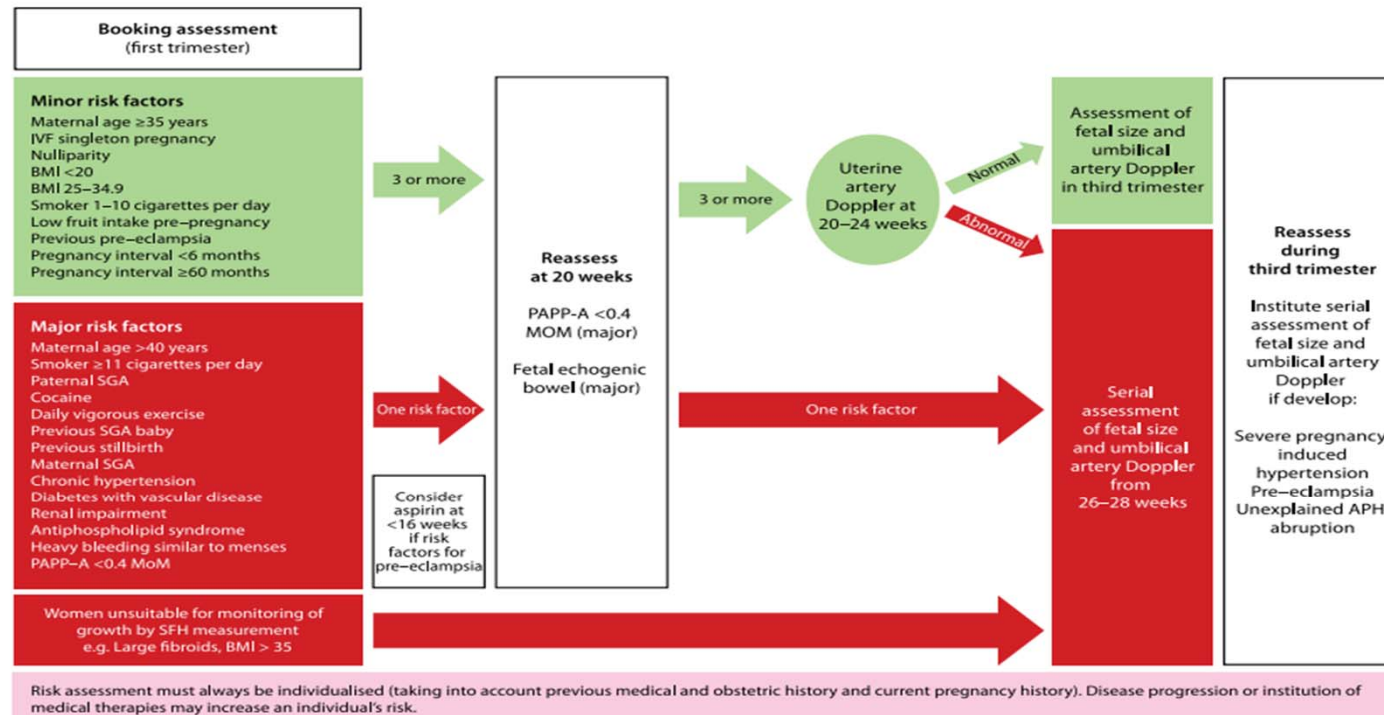 Booking assessment
(first trimester)
Minor risk factors
Maternal age ≥35 years
IVF singleton pregnancy
Nulliparity
BMI <20
BMI 25–34.9
Smoker 1–10 cigarettes per day
Low fruit intake pre–pregnancy
Previous pre–eclampsia
Pregnancy interval <6 months
Pregnancy interval ≥60 months
Major risk factors
Maternal age >40 years
Smoker ≥11 cigarettes per day
Paternal SGA
Cocaine
Daily vigorous exercise
Previous SGA baby
Previous stillbirth
Maternal SGA
Chronic hypertension
Diabetes with vascular disease
Renal impairment
Antiphospholipid syndrome
Heavy bleeding similar to menses
PAPP–A <0.4 MoM
Women unsuitable for monitoring of
growth by SFH measurement
e.g. Large fibroids, BMI > 35
3 or more
One risk factor
Consider
aspirin at
<16 weeks
if risk
factors for
pre–eclampsia
Reassess
at 20 weeks
PAPP-A <0.4
MOM (major)
Fetal echogenic
bowel (major)
3 or more
Uterine
artery
Doppler at
20–24 weeks
Normal
Abnormal
One risk factor
Assessment of
fetal size and
umbilical
artery Doppler
in third trimester
Serial
assessment
of fetal size
and umbilical
artery Doppler
from
26–28 weeks
Reassess
during
third trimester
Institute serial
assessment of
fetal size and
umbilical artery
Doppler
if develop:
Severe pregnancy
induced
hypertension
Pre–eclampsia
Unexplained APH
abruption
Risk assessment must always be individualised (taking into account previous medical and obstetric history and current pregnancy history). Disease progression or institution of
medical therapies may increase an individual's risk.